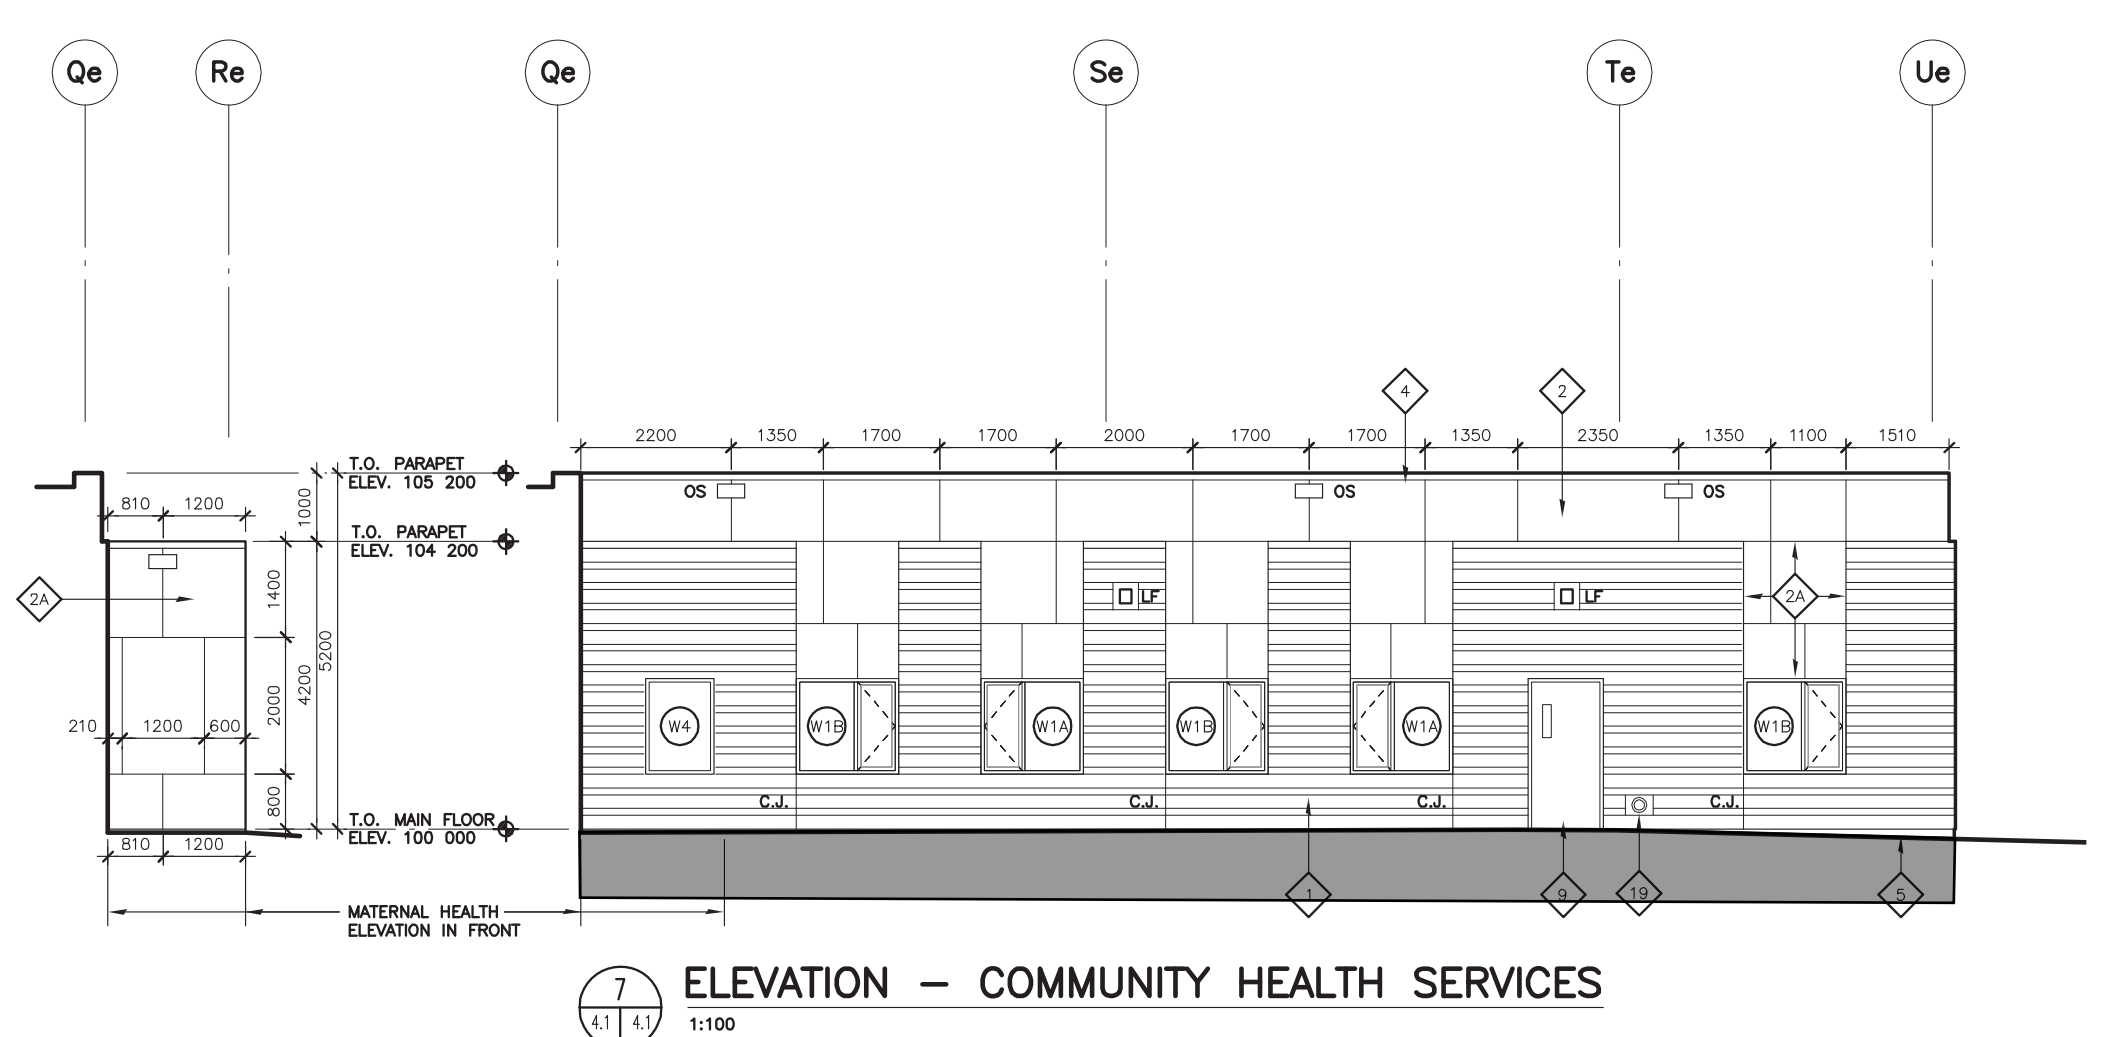 Qe Re Qe Se Te Ue
4 2
2200 1350 1700 1700 2000 1700 1700 1350 2350 1350 1100 1510
T.O. PARAPET
ELEV. 105 200
OS OS OS
810 1200
1000
T.O. PARAPET
ELEV. 104 200
2A
1400
5200
4200
LF LF 2A
2000
210 1200 600
W4 W1B W1A W1B W1A W1B
800
C.J. C.J. C.J. C.J.
T.O. MAIN FLOOR
ELEV. 100 000
810 1200
1 9 19 5
MATERNAL HEALTH
ELEVATION IN FRONT
7
4.1 4.1
ELEVATION – COMMUNITY HEALTH SERVICES
1:100